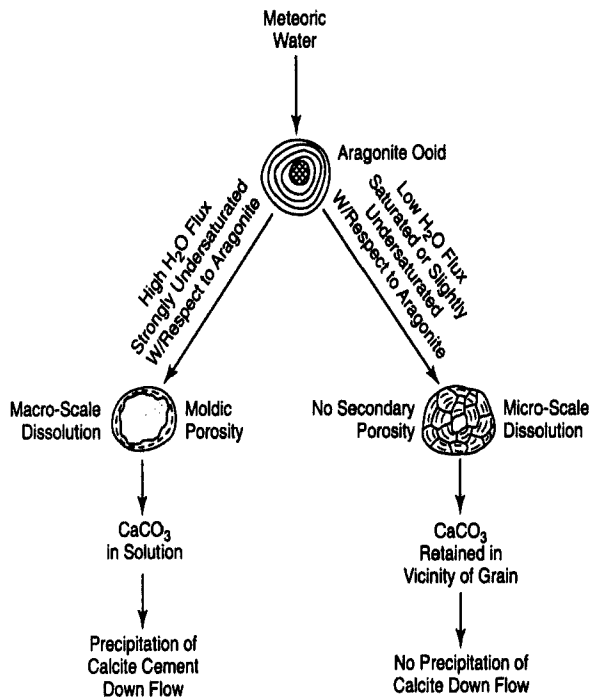 Meteoric
Water
Aragonite Ooid
High H₂O Flux
Strongly Undersaturated
W/Respect to Aragonite
Low H₂O Flux
Saturated or Slightly
Undersaturated
W/Respect to Aragonite
Macro-Scale
Dissolution
Moldic
Porosity
No Secondary
Porosity
Micro-Scale
Dissolution
CaCO₃
in Solution
CaCO₃
Retained in
Vicinity of Grain
Precipitation of
Calcite Cement
Down Flow
No Precipitation of
Calcite Down Flow